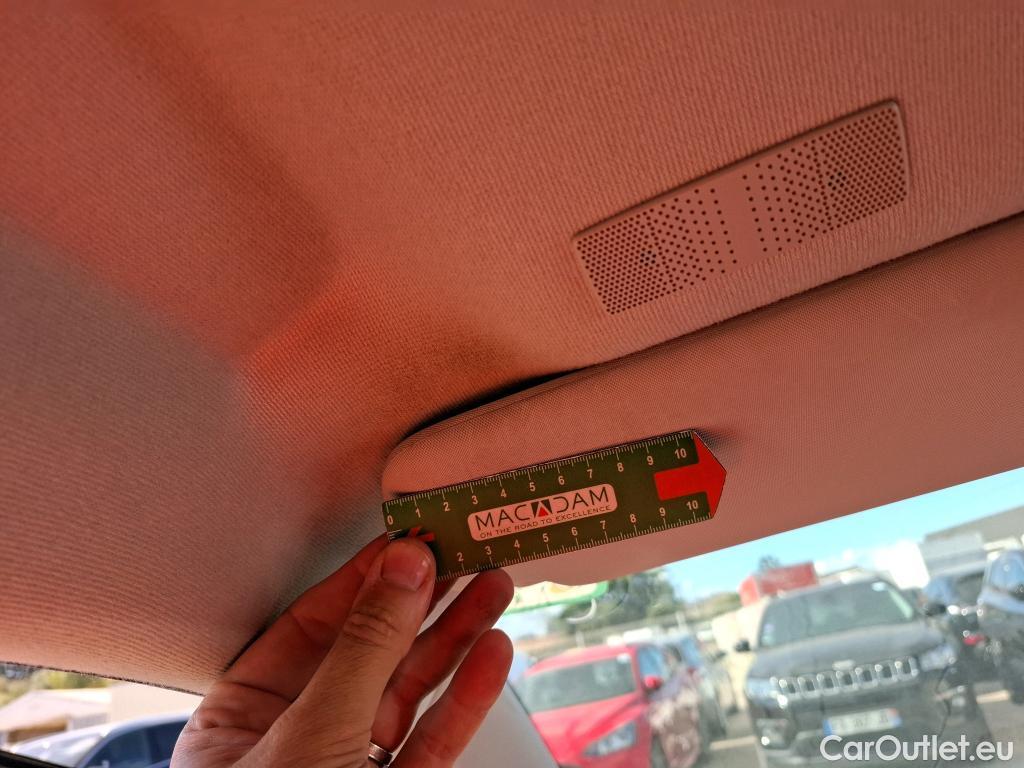 0 1 2 3 4 5 6 7 8 9 10
MACADAM
ON THE ROAD TO EXCELLENCE
2 3 4 5 6 7 8 9 10
CarOutlet.eu